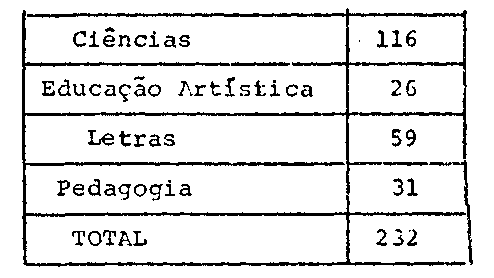 Ciências 116
Educação Artística 26
Letras 59
Pedagogia 31
TOTAL 232